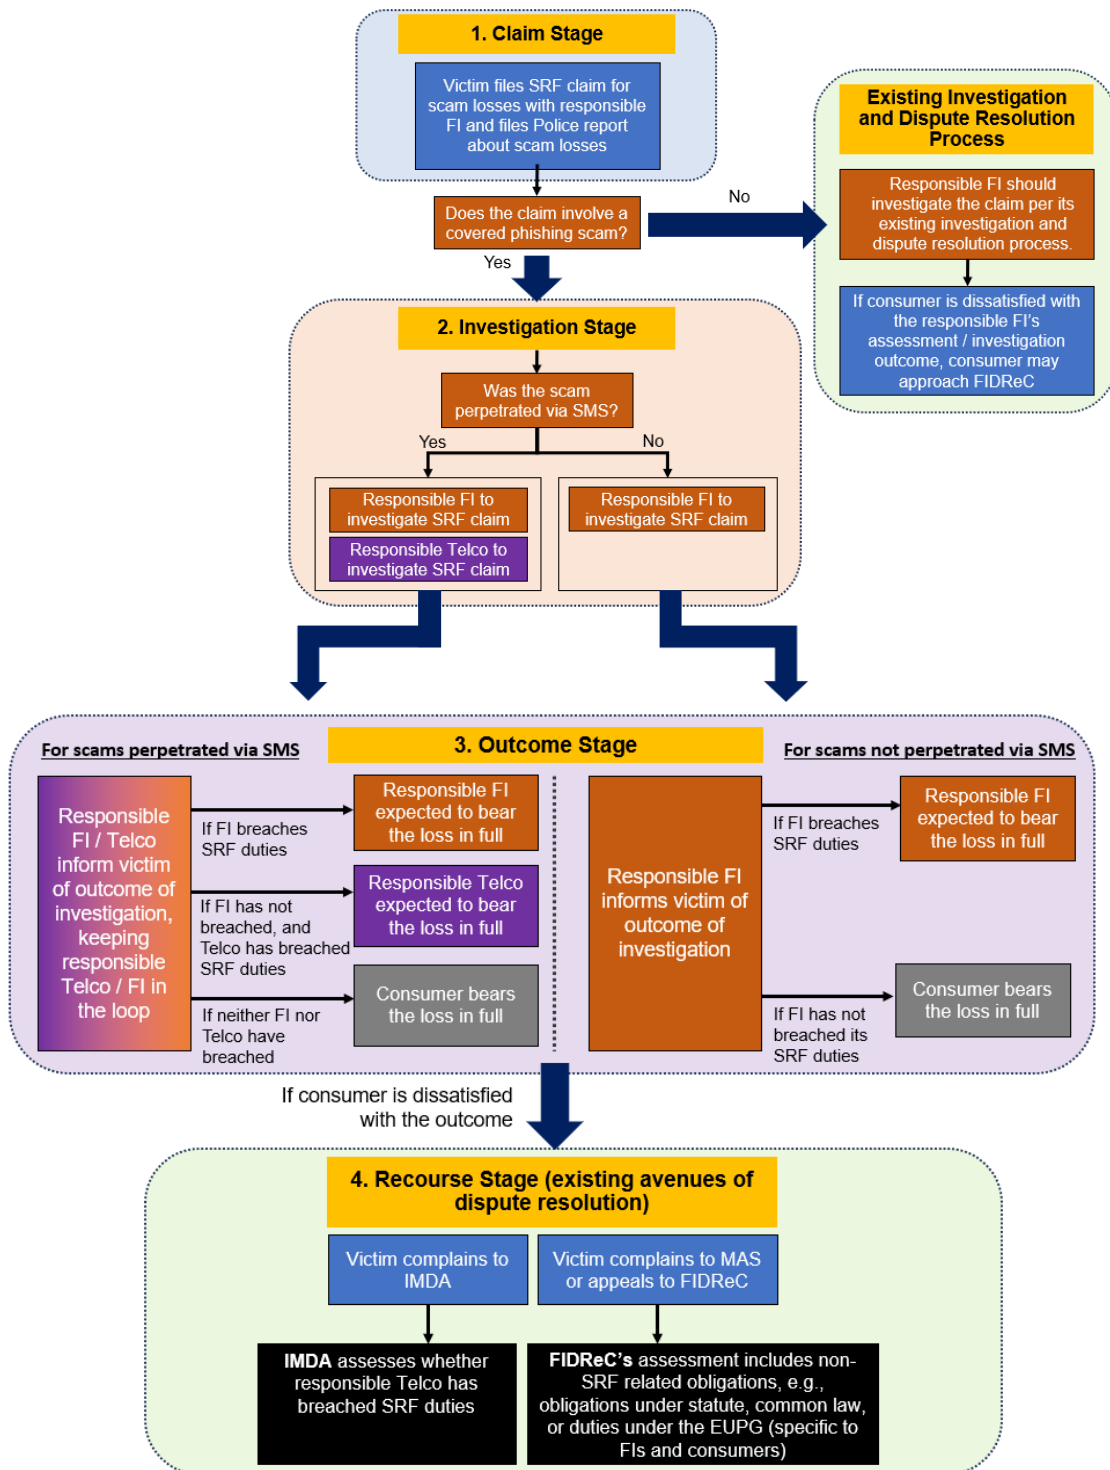 1. Claim Stage
Victim files SRF claim for
scam losses with responsible
FI and files Police report
about scam losses
Existing Investigation
and Dispute Resolution
Process
Responsible FI should
investigate the claim per its
existing investigation and
dispute resolution process.
If consumer is dissatisfied with
the responsible FI's
assessment / investigation
outcome, consumer may
approach FIDReC
Does the claim involve a
covered phishing scam?
No
Yes
2. Investigation Stage
Was the scam
perpetrated via SMS?
Yes
No
Responsible FI to
investigate SRF claim
Responsible Telco to
investigate SRF claim
Responsible FI to
investigate SRF claim
3. Outcome Stage
For scams perpetrated via SMS
For scams not perpetrated via SMS
Responsible
FI / Telco
inform victim
of outcome of
investigation,
keeping
responsible
Telco / FI in
the loop
If FI breaches
SRF duties
Responsible FI
expected to bear
the loss in full
If FI has not
breached, and
Telco has breached
SRF duties
Responsible Telco
expected to bear
the loss in full
If neither FI nor
Telco have
breached
Consumer bears
the loss in full
Responsible FI
informs victim of
outcome of
investigation
If FI breaches
SRF duties
Responsible FI
expected to bear
the loss in full
If FI has not
breached its
SRF duties
Consumer bears
the loss in full
If consumer is dissatisfied
with the outcome
4. Recourse Stage (existing avenues of
dispute resolution)
Victim complains to
IMDA
Victim complains to MAS
or appeals to FIDReC
IMDA assesses whether
responsible Telco has
breached SRF duties
FIDReC's assessment includes non-
SRF related obligations, e.g.,
obligations under statute, common law,
or duties under the EUPG (specific to
FIs and consumers)